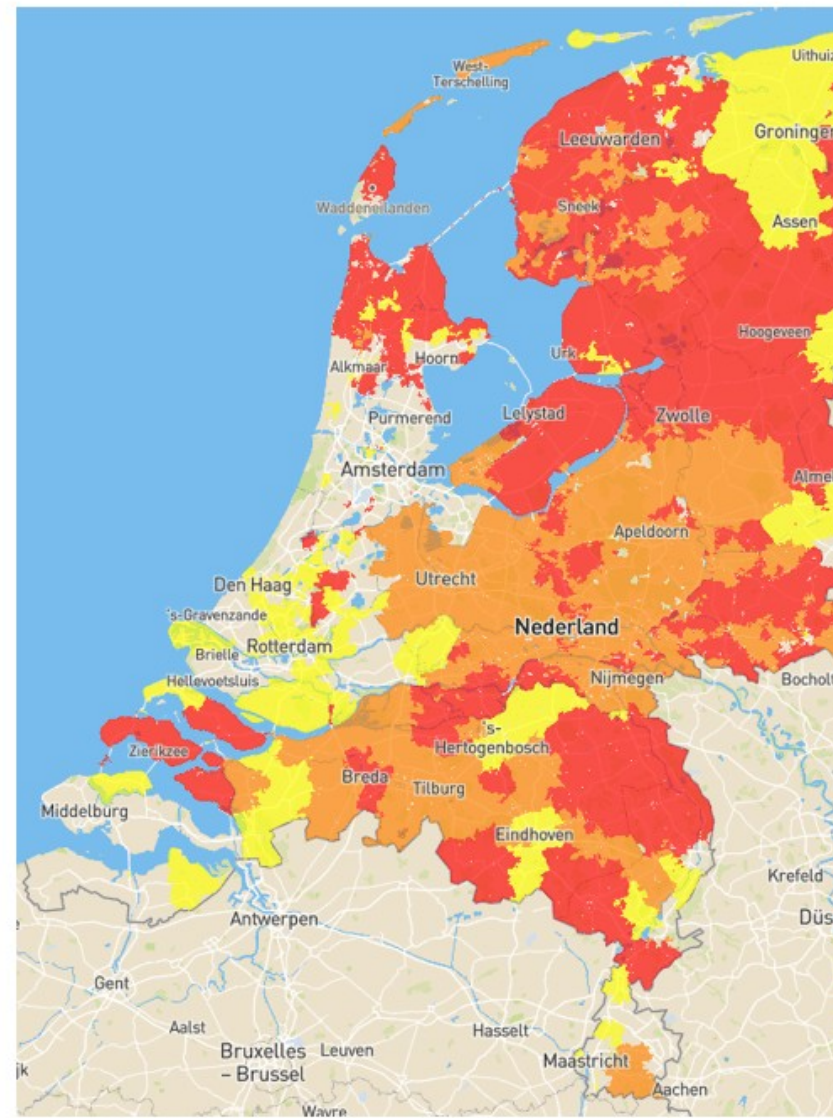 Uithuiz
West-
Terschelling
Leeuwarden
Groningen
Waddeneilanden
Sneek
Assen
Hoogeveen
Urk
Alkmaar
Hoorn
Purmerend
Lelystad
Zwolle
Amsterdam
Almel
Apeldoorn
Den Haag
Utrecht
's-Gravenzande
Nederland
Rotterdam
Brielle
Hellevoetsluis
Nijmegen
Bocholt
's-
Hertogenbosch
Zierikzee
Breda
Tilburg
Middelburg
Eindhoven
Krefeld
Antwerpen
Düs
e
Gent
Aalst
Hasselt
Bruxelles
– Brussel
Leuven
Maastricht
jk
Aachen
Wavre